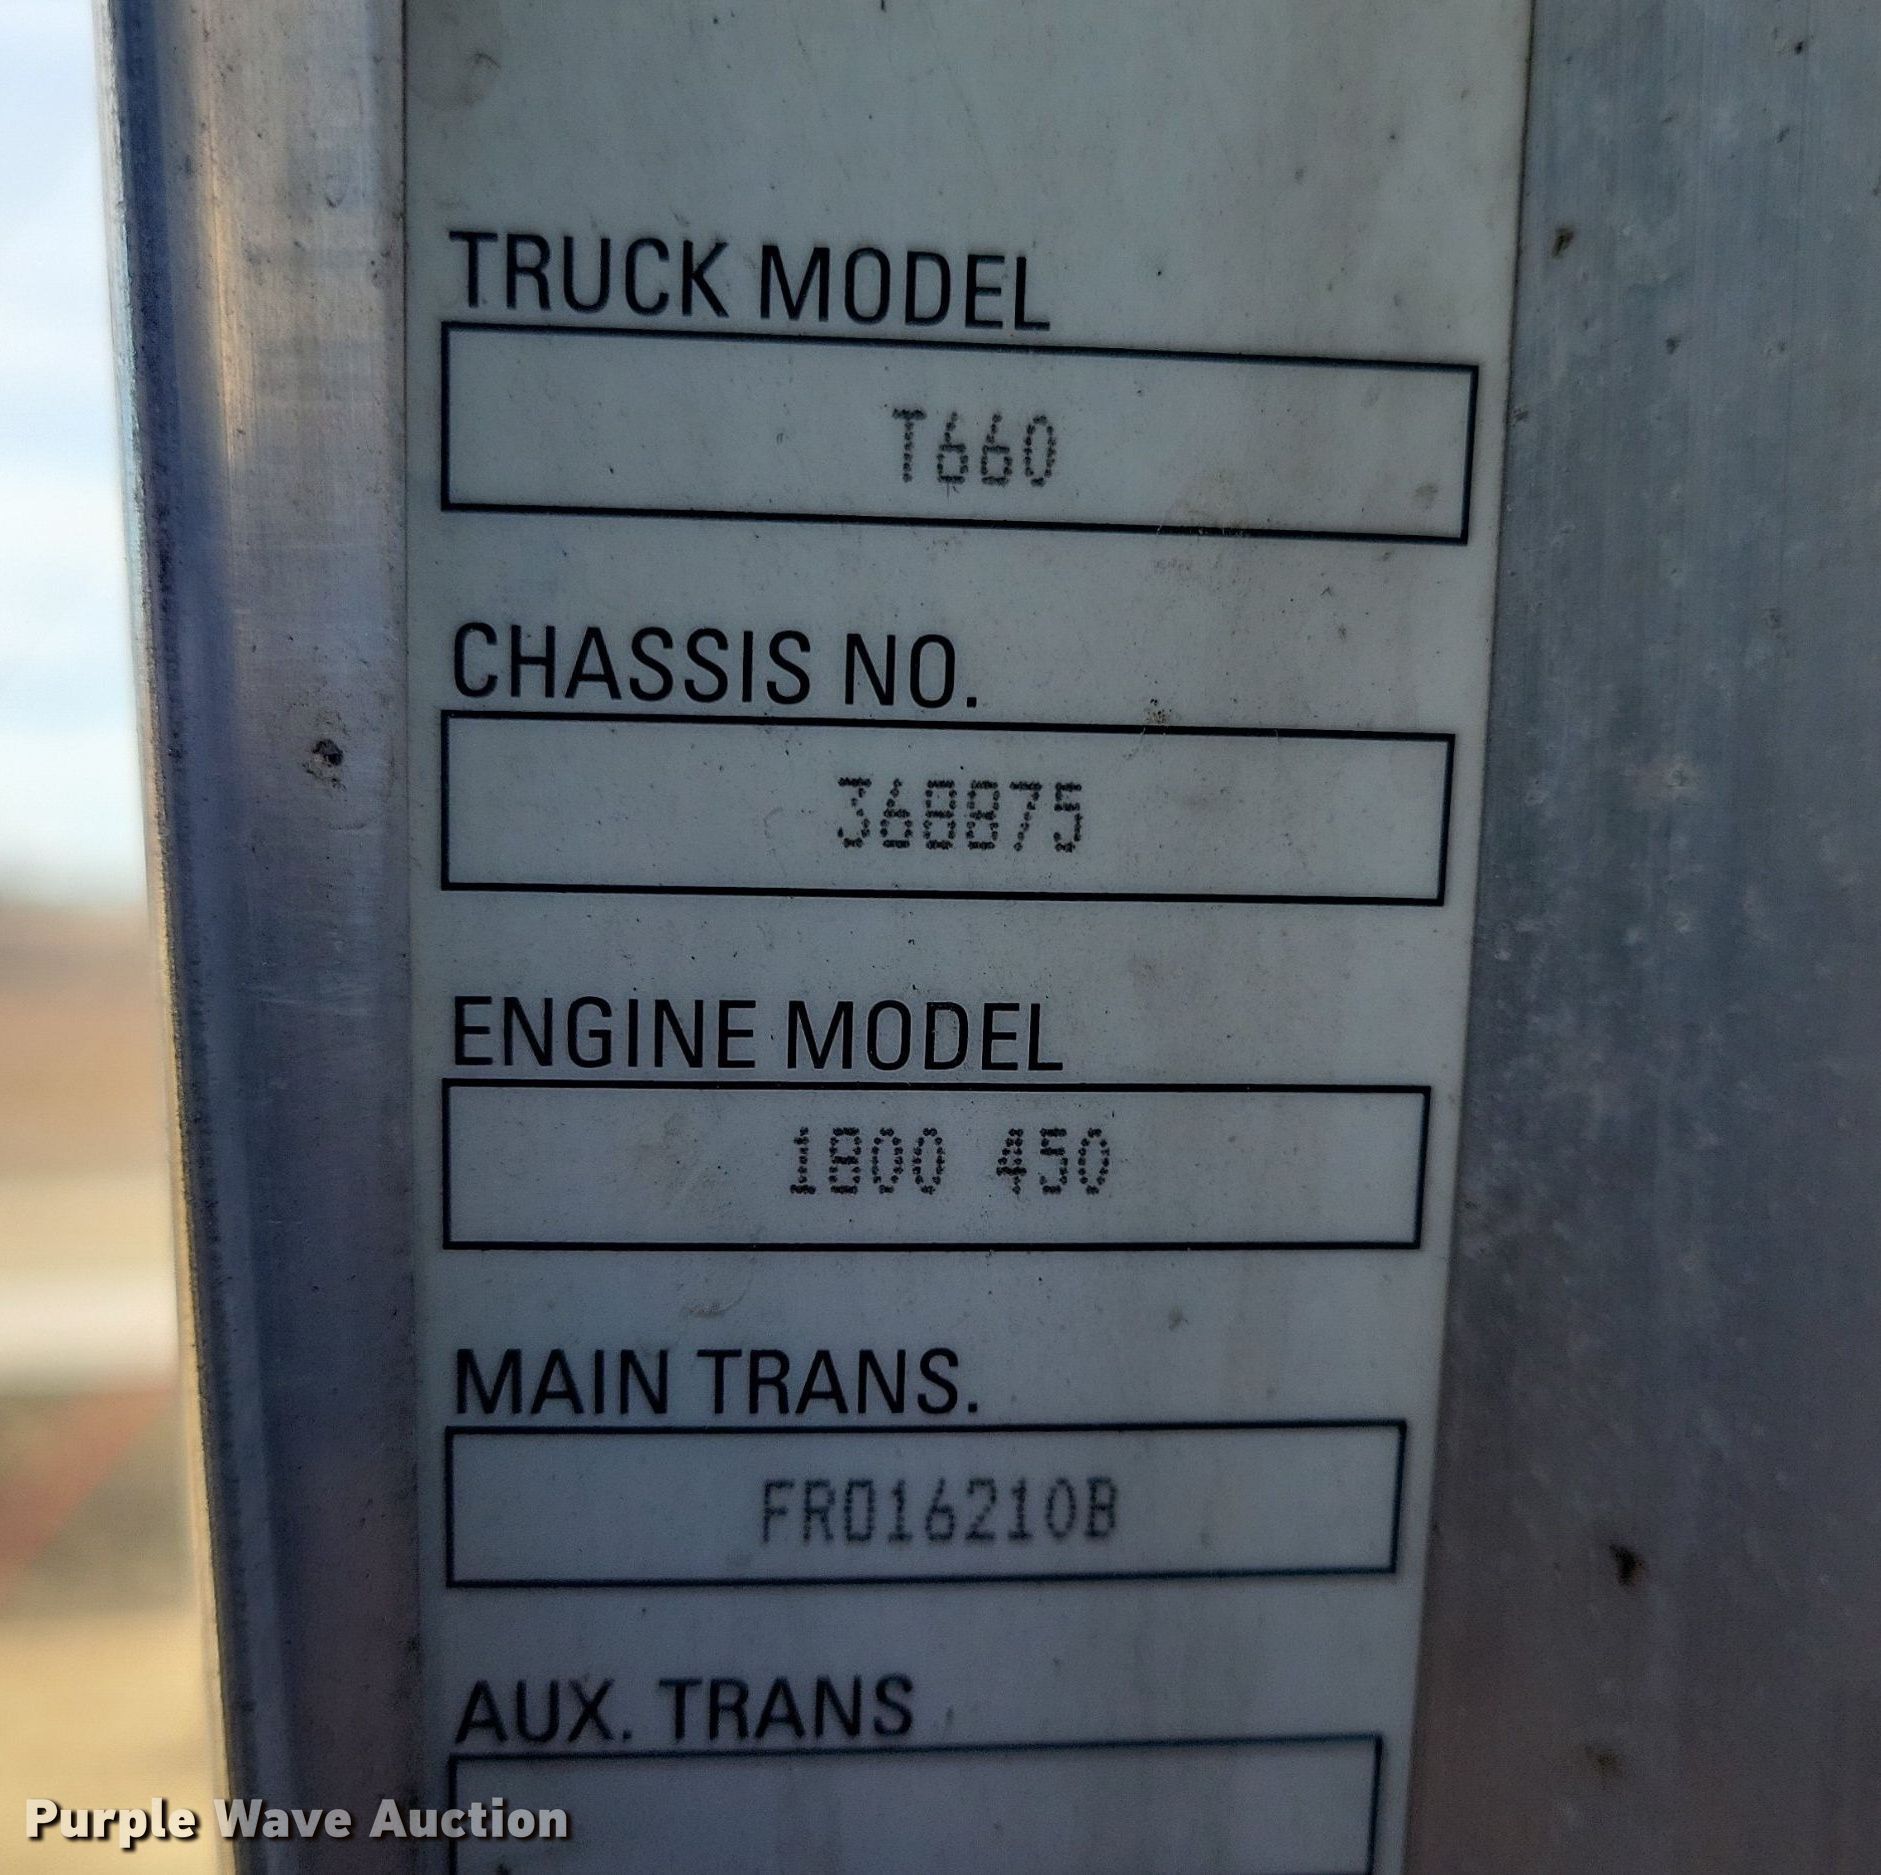 TRUCK MODEL
T660
CHASSIS NO.
368875
ENGINE MODEL
1800 450
MAIN TRANS.
FRO16210B
AUX. TRANS
Purple Wave Auction